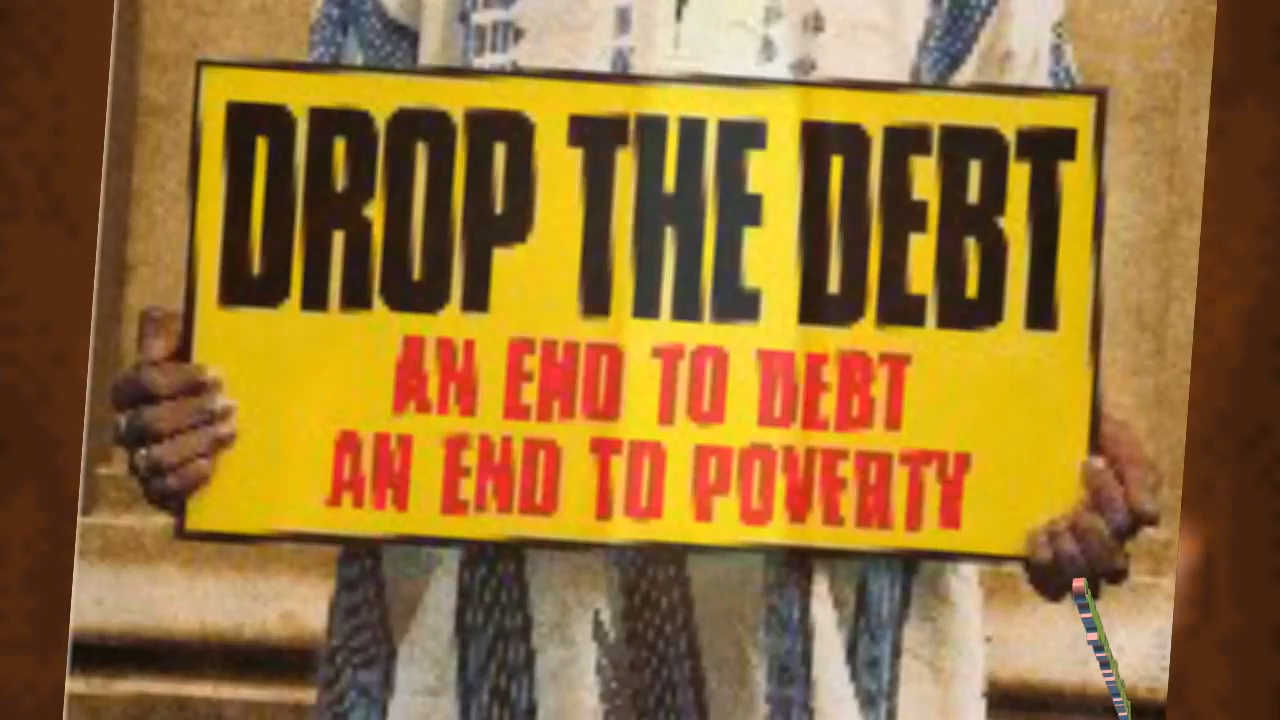 DROP THE DEBT
AN END TO DEBT
AN END TO POVERTY